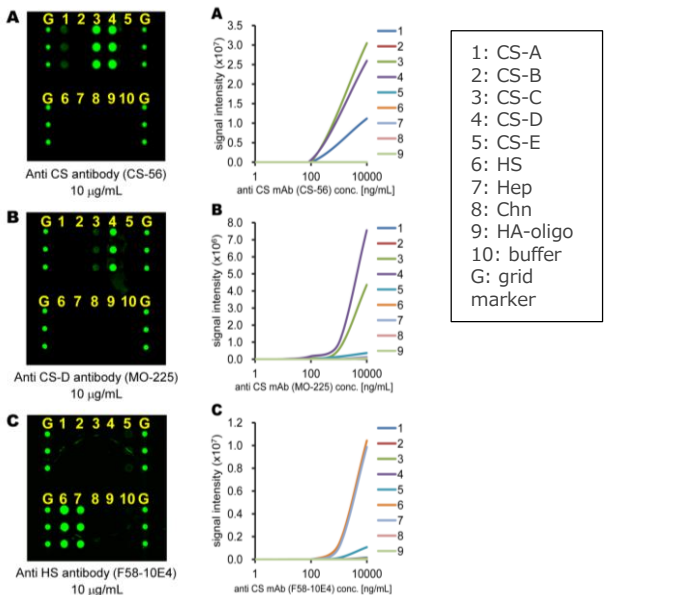 A
G 1 2 3 4 5 G
G 6 7 8 9 10 G
Anti CS antibody (CS-56)
10 μg/mL
A
signal intensity (x10⁷)
3.5
3.0
2.5
2.0
1.5
1.0
0.5
0.0
1 100 10000
anti CS mAb (CS-56) conc. [ng/mL]
1
2
3
4
5
6
7
8
9
B
G 1 2 3 4 5 G
G 6 7 8 9 10 G
Anti CS-D antibody (MO-225)
10 μg/mL
B
signal intensity (x10⁶)
8.0
7.0
6.0
5.0
4.0
3.0
2.0
1.0
0.0
1 100 10000
anti CS mAb (MO-225) conc. [ng/mL]
1
2
3
4
5
6
7
8
9
C
G 1 2 3 4 5 G
G 6 7 8 9 10 G
Anti HS antibody (F58-10E4)
10 μg/mL
C
signal intensity (x10⁷)
1.2
1.0
0.8
0.6
0.4
0.2
0.0
1 100 10000
anti CS mAb (F58-10E4) conc. [ng/mL]
1
2
3
4
5
6
7
8
9
1: CS-A
2: CS-B
3: CS-C
4: CS-D
5: CS-E
6: HS
7: Hep
8: Chn
9: HA-oligo
10: buffer
G: grid
marker